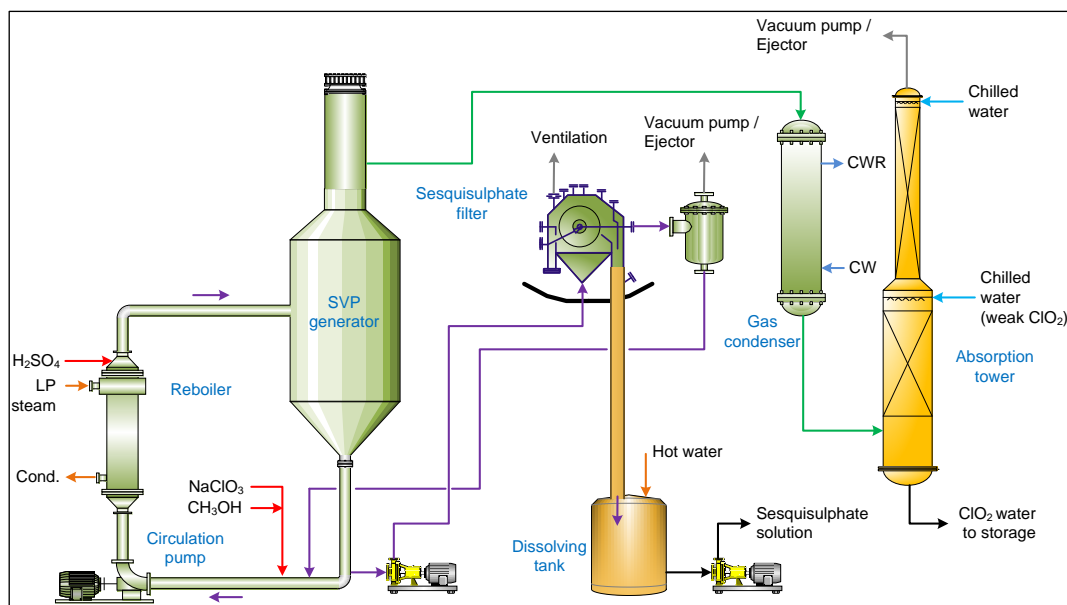 Vacuum pump /
Ejector
Chilled
water
Vacuum pump /
Ejector
Ventilation
CWR
Sesquisulphate
filter
CW
Chilled
water
(weak ClO₂)
SVP
generator
Gas
condenser
Absorption
tower
H₂SO₄
LP
steam
Reboiler
Hot water
Cond.
NaClO₃
CH₃OH
ClO₂ water
to storage
Sesquisulphate
solution
Circulation
pump
Dissolving
tank